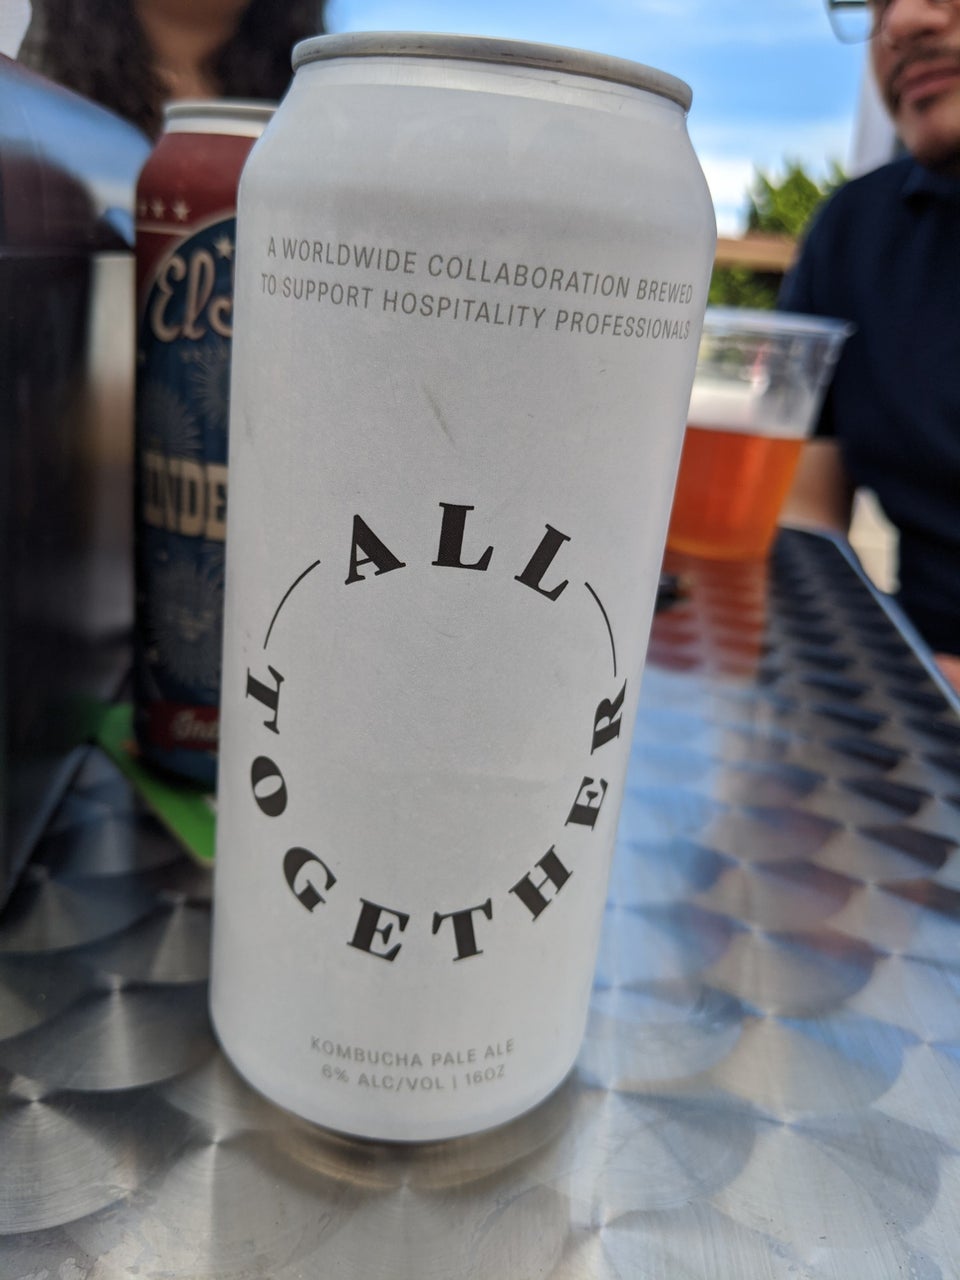 A WORLDWIDE COLLABORATION BREWED
TO SUPPORT HOSPITALITY PROFESSIONALS
ALL
TOGETHER
KOMBUCHA PALE ALE
6% ALC/VOL | 16OZ